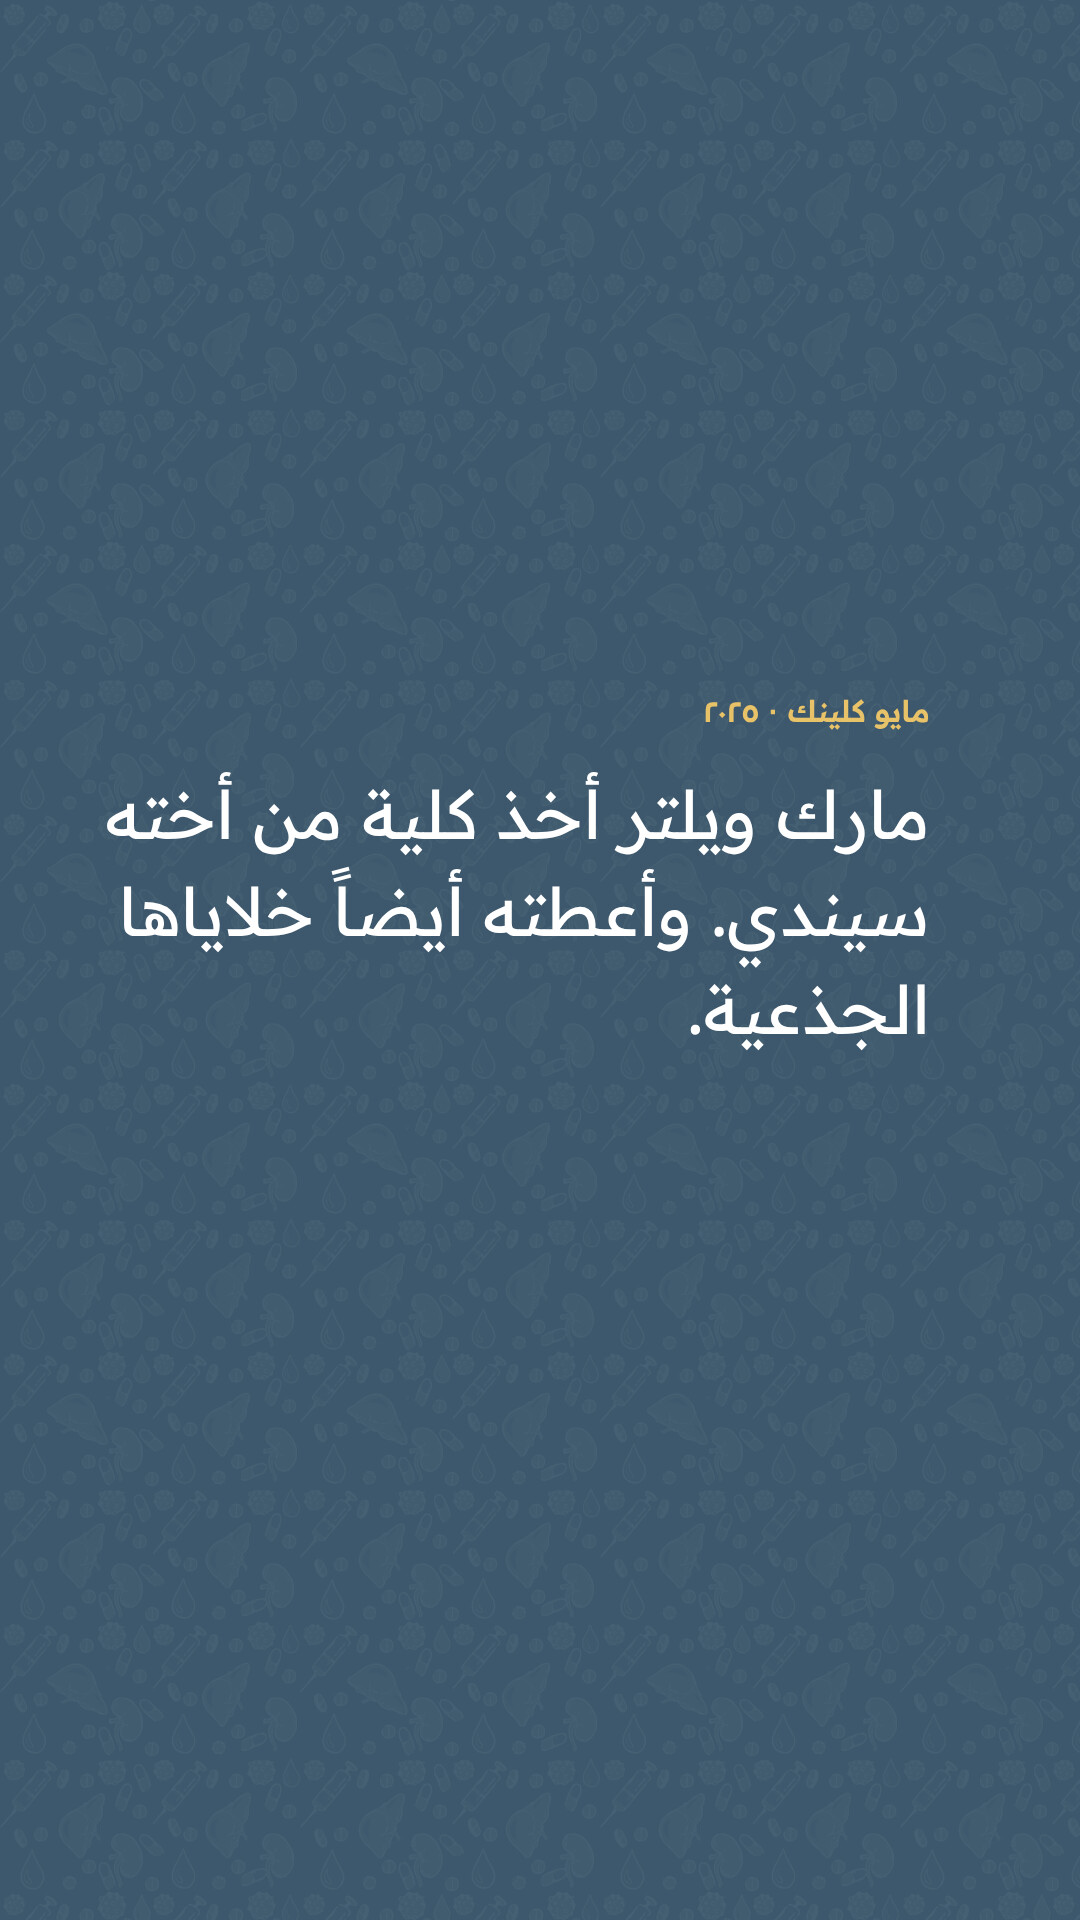 مايو كلينك · ٢٠٢٥
مارك ويلتر أخذ كلية من أخته
سيندي. وأعطته أيضاً خلاياها
الجذعية.